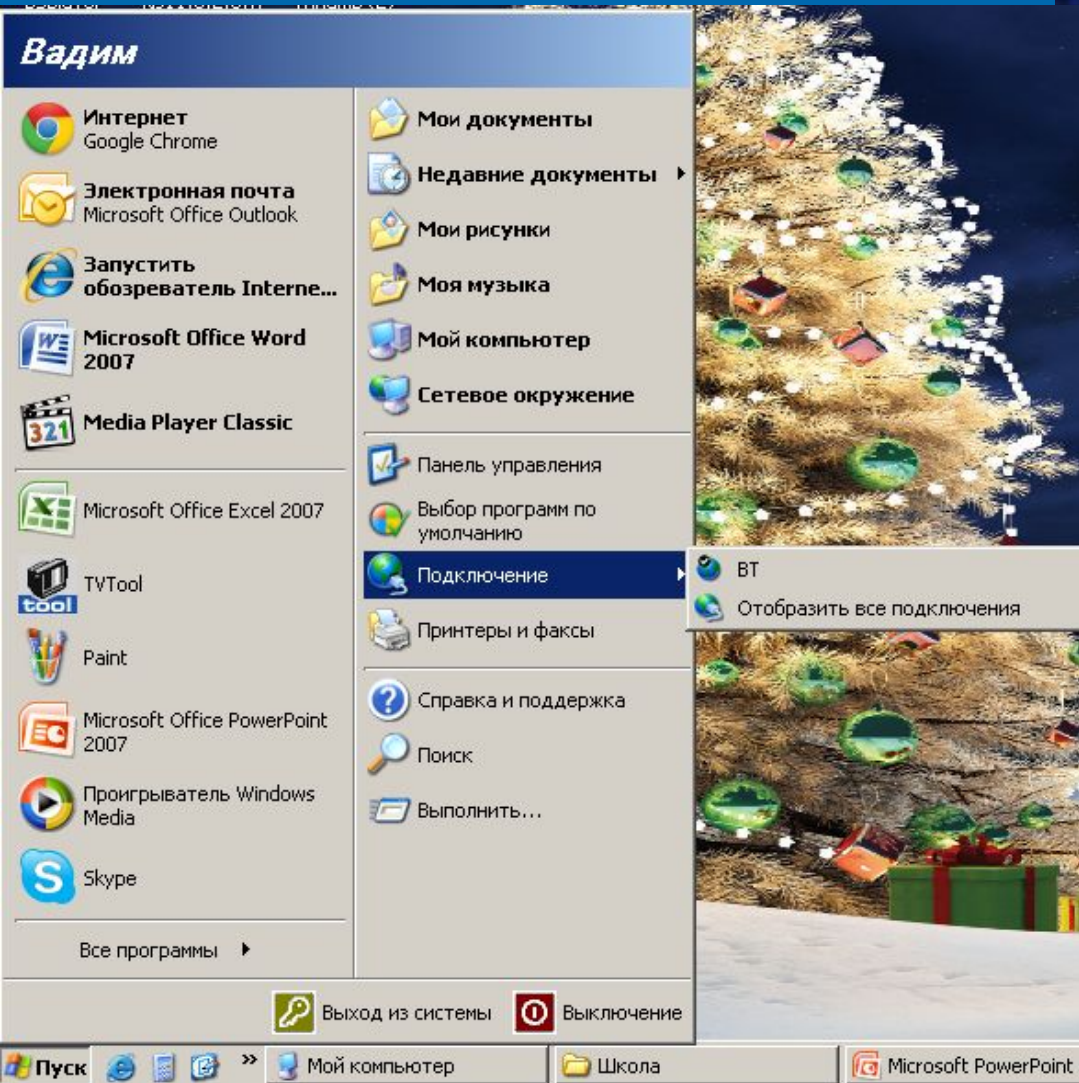 Вадим
Интернет
Google Chrome
Электронная почта
Microsoft Office Outlook
Запустить
обозреватель Interne...
Microsoft Office Word
2007
321
Media Player Classic
Microsoft Office Excel 2007
tool
TVTool
Paint
Microsoft Office PowerPoint
2007
Проигрыватель Windows
Media
Skype
Все программы
Мои документы
Недавние документы
Мои рисунки
Моя музыка
Мой компьютер
Сетевое окружение
Панель управления
Выбор программ по
умолчанию
Подключение
Принтеры и факсы
Справка и поддержка
Поиск
Выполнить...
ВТ
Отобразить все подключения
Выход из системы
Выключение
Пуск
Мой компьютер
Школа
Microsoft PowerPoint